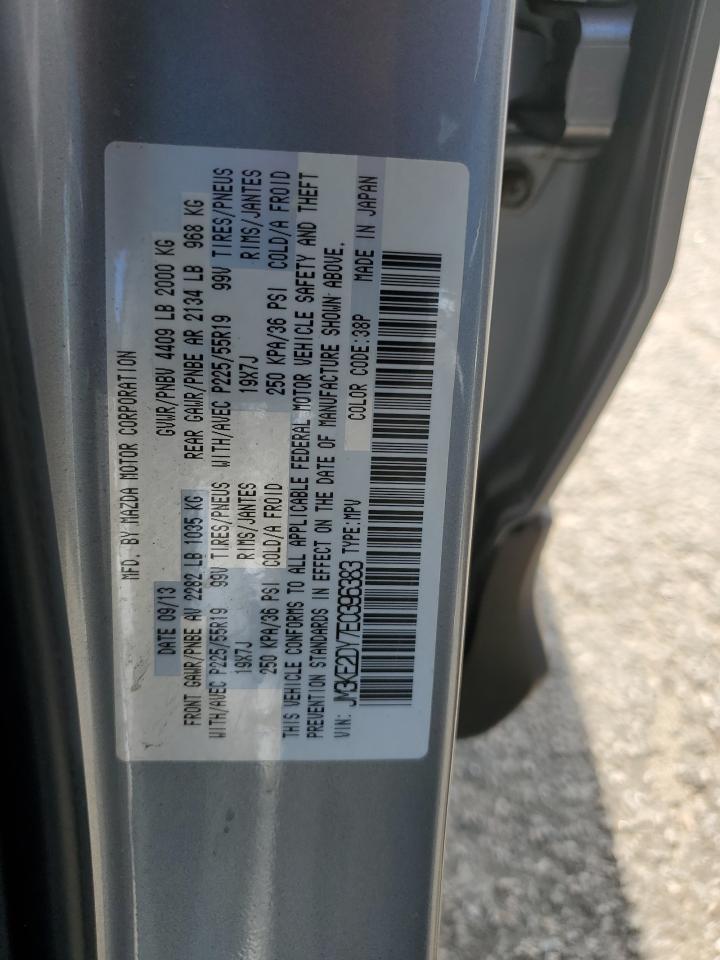 MFD. BY MAZDA MOTOR CORPORATION
DATE 09/13 GVWR/PNBV 4409 LB 2000 KG
FRONT GAWR/PNBE AV 2282 LB 1035 KG REAR GAWR/PNBE AR 2134 LB 968 KG
WITH/AVEC P225/55R19 99V TIRES/PNEUS WITH/AVEC P225/55R19 99V TIRES/PNEUS
19X7J RIMS/JANTES 19X7J RIMS/JANTES
250 KPA/36 PSI COLD/A FROID 250 KPA/36 PSI COLD/A FROID
THIS VEHICLE CONFORMS TO ALL APPLICABLE FEDERAL MOTOR VEHICLE SAFETY AND THEFT
PREVENTION STANDARDS IN EFFECT ON THE DATE OF MANUFACTURE SHOWN ABOVE.
VIN: JM3KE2DY7E0396383 TYPE:MPV COLOR CODE:38P MADE IN JAPAN